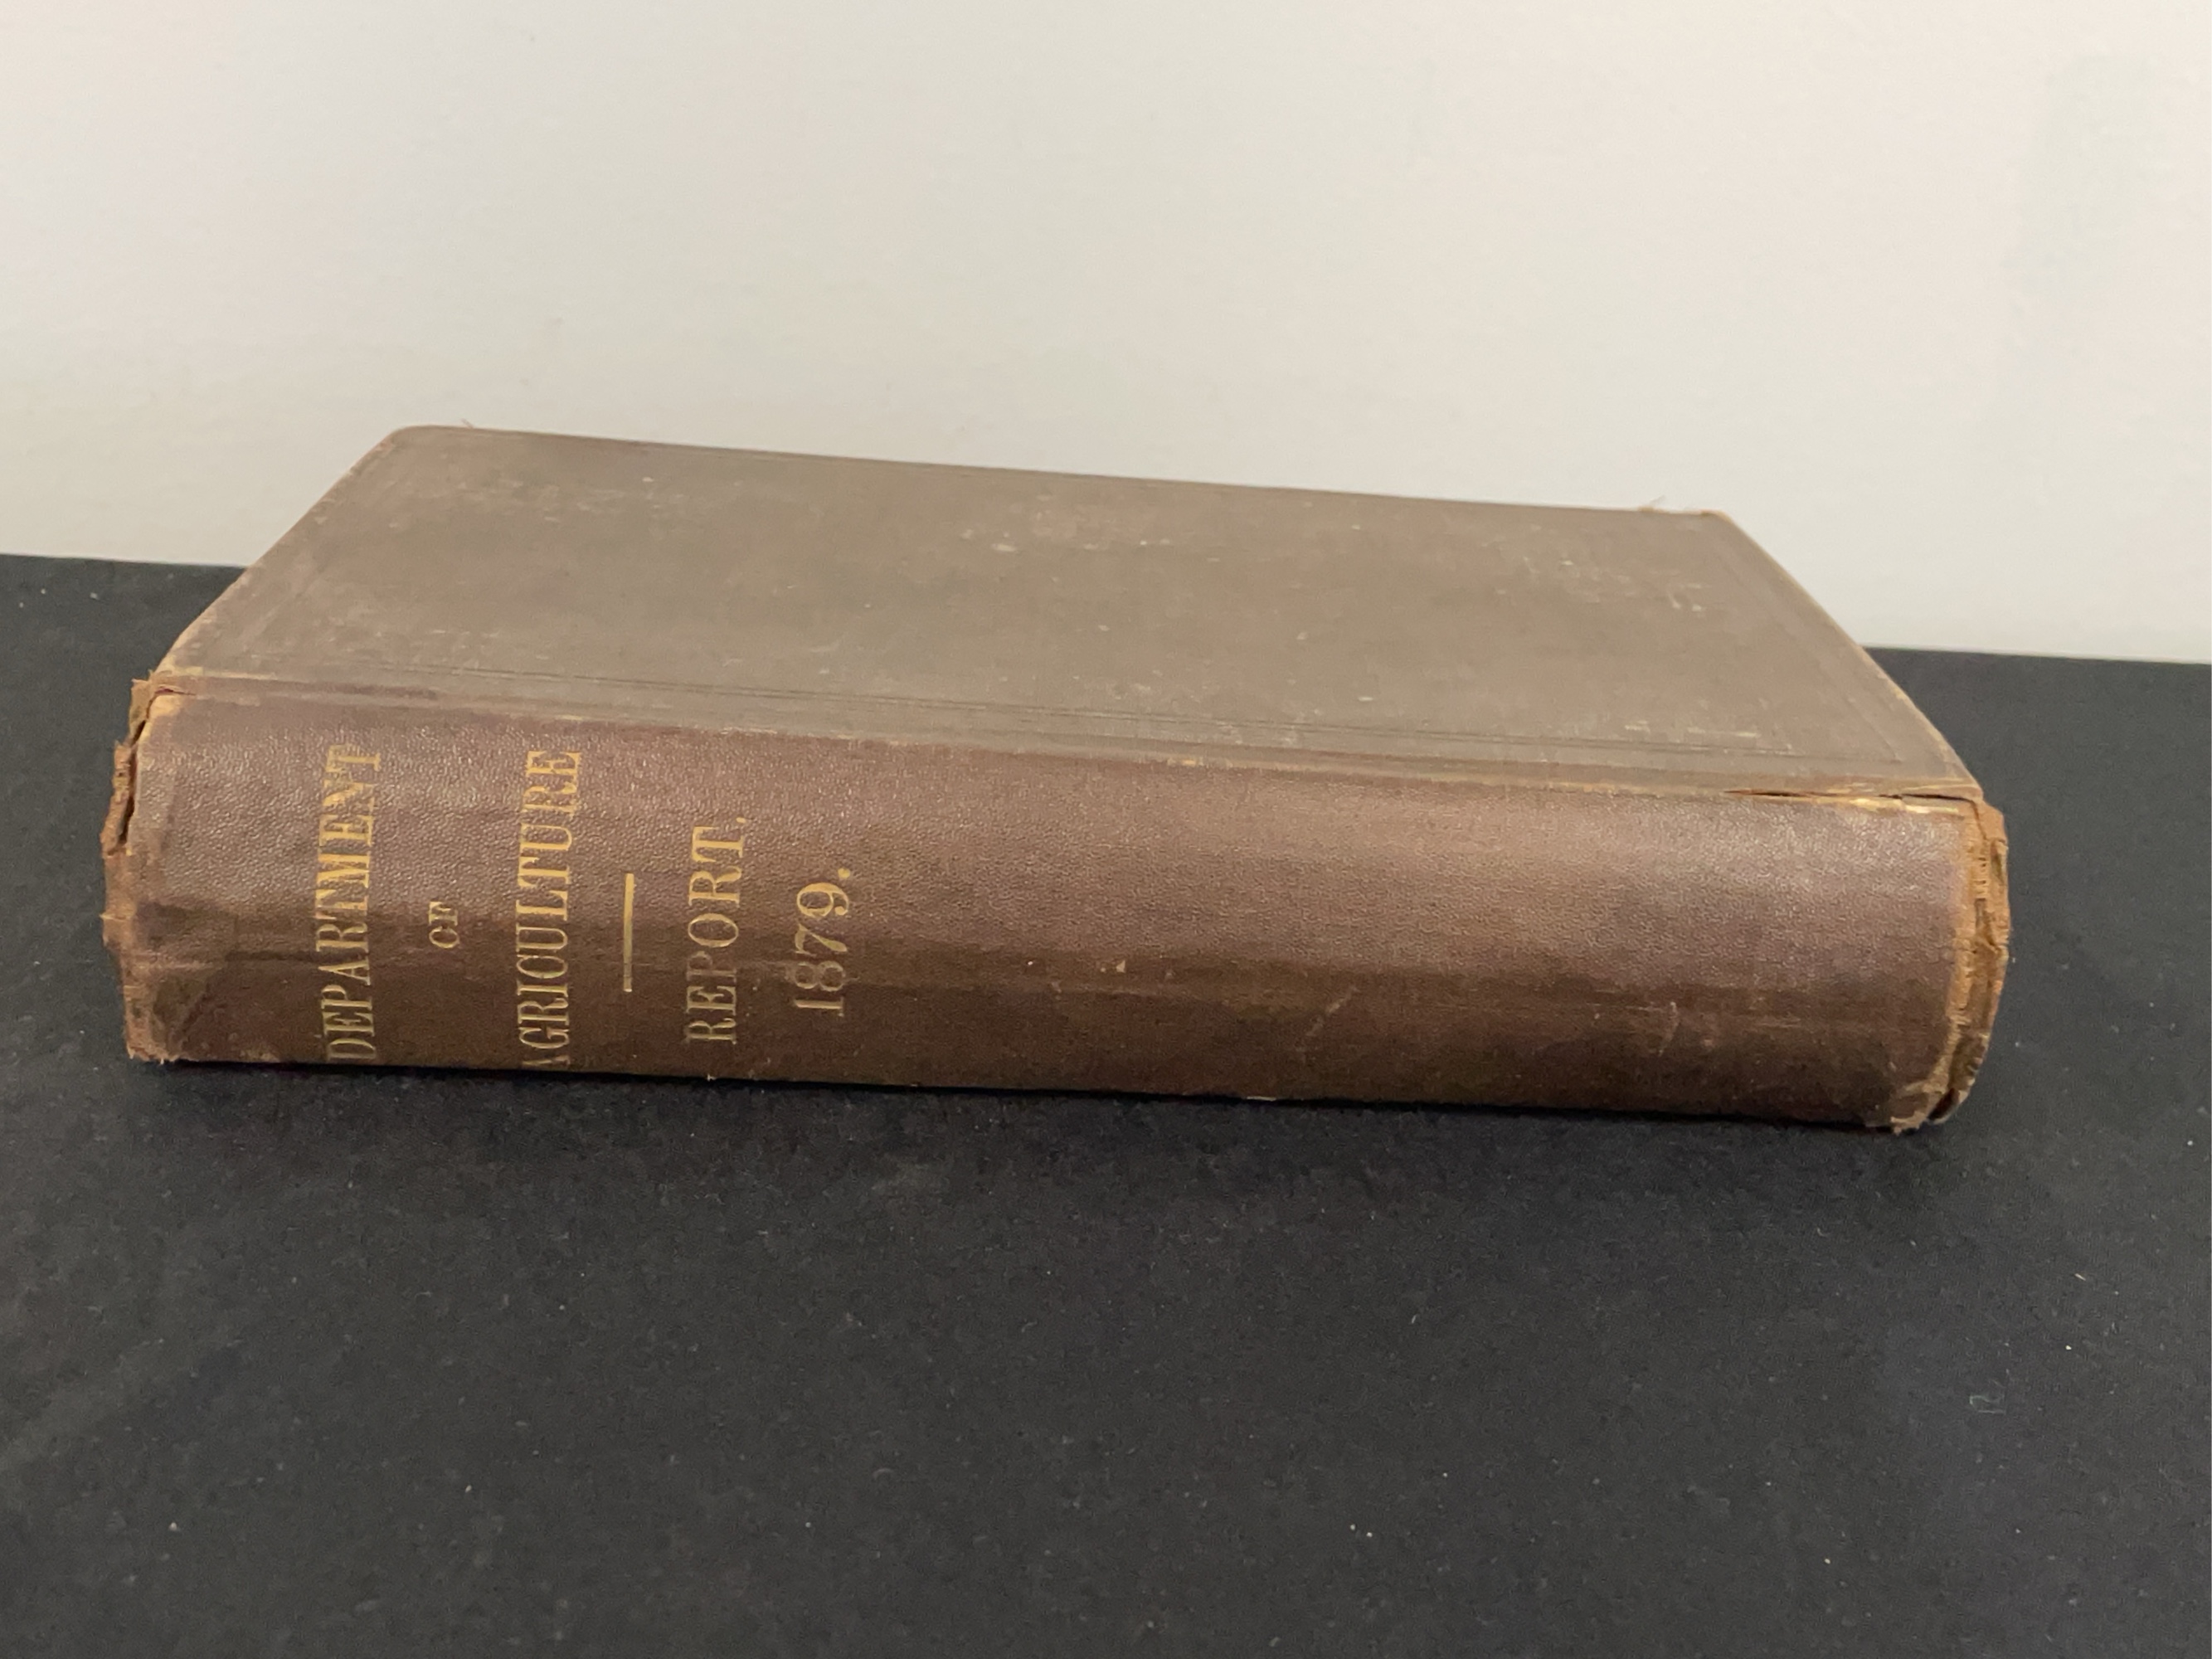 DEPARTMENT
OF
AGRICULTURE
REPORT.
1879.